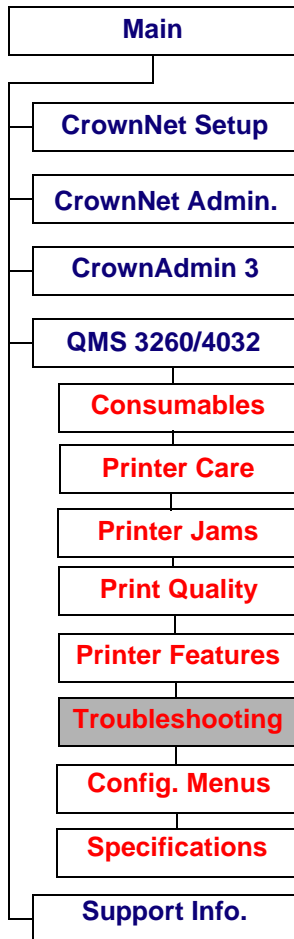 Main
CrownNet Setup
CrownNet Admin.
CrownAdmin 3
QMS 3260/4032
Consumables
Printer Care
Printer Jams
Print Quality
Printer Features
Troubleshooting
Config. Menus
Specifications
Support Info.